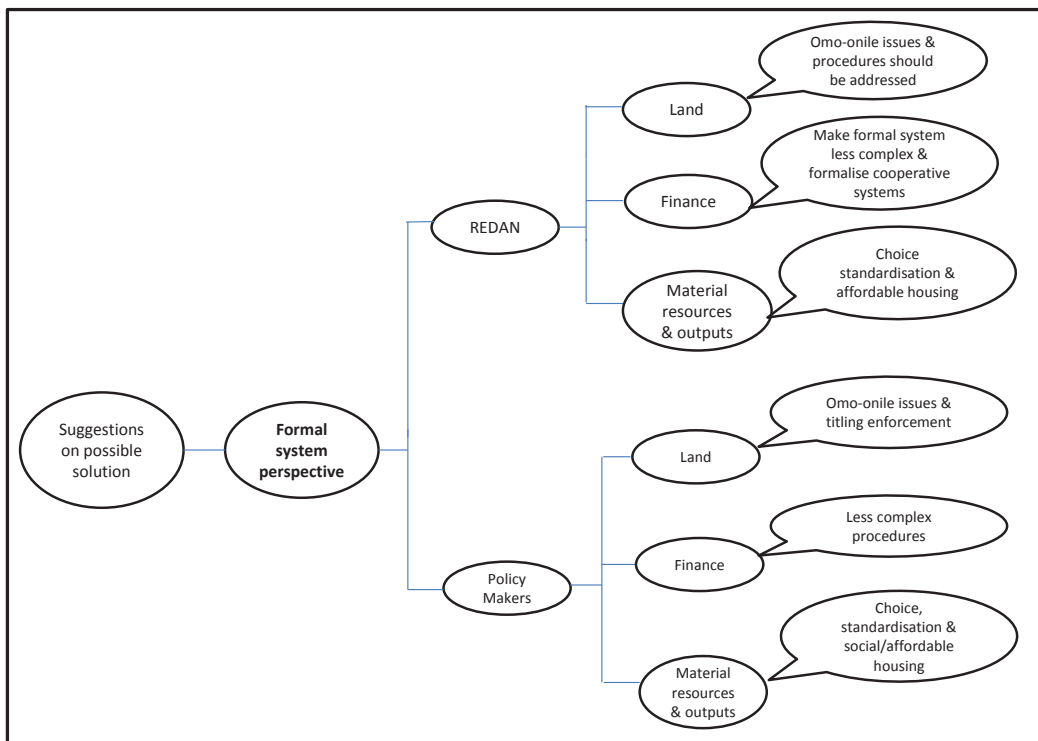 Suggestions
on possible
solution
Formal
system
perspective
REDAN
Land
Omo-onile issues &
procedures should
be addressed
Finance
Make formal system
less complex &
formalise cooperative
systems
Material
resources
& outputs
Choice
standardisation &
affordable housing
Policy
Makers
Land
Omo-onile issues &
titling enforcement
Finance
Less complex
procedures
Material
resources
& outputs
Choice,
standardisation &
social/affordable
housing